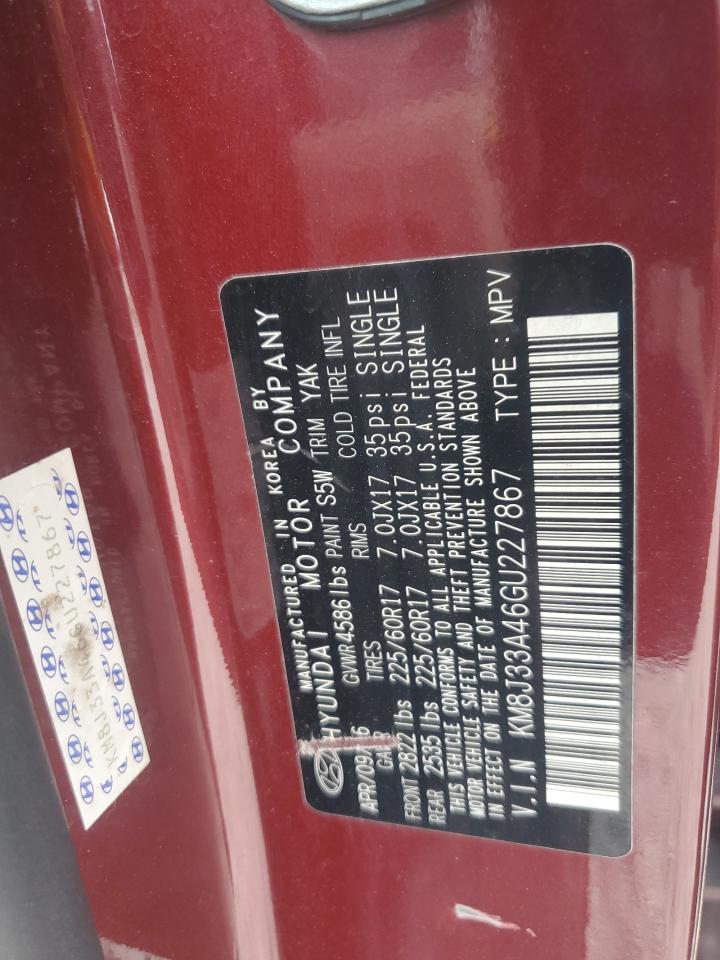 MANUFACTURED IN KOREA BY
HYUNDAI MOTOR COMPANY
APR/09/16 GVWR 4586 lbs PAINT S5W TRIM YAK
TIRES RIMS COLD TIRE INFL
FRONT 2822 lbs 225/60R17 7.0JX17 35psi SINGLE
REAR 2535 lbs 225/60R17 7.0JX17 35psi SINGLE
THIS VEHICLE CONFORMS TO ALL APPLICABLE U.S.A. FEDERAL
MOTOR VEHICLE SAFETY AND THEFT PREVENTION STANDARDS
IN EFFECT ON THE DATE OF MANUFACTURE SHOWN ABOVE
V.I.N KM8J33A46GU227867 TYPE : MPV